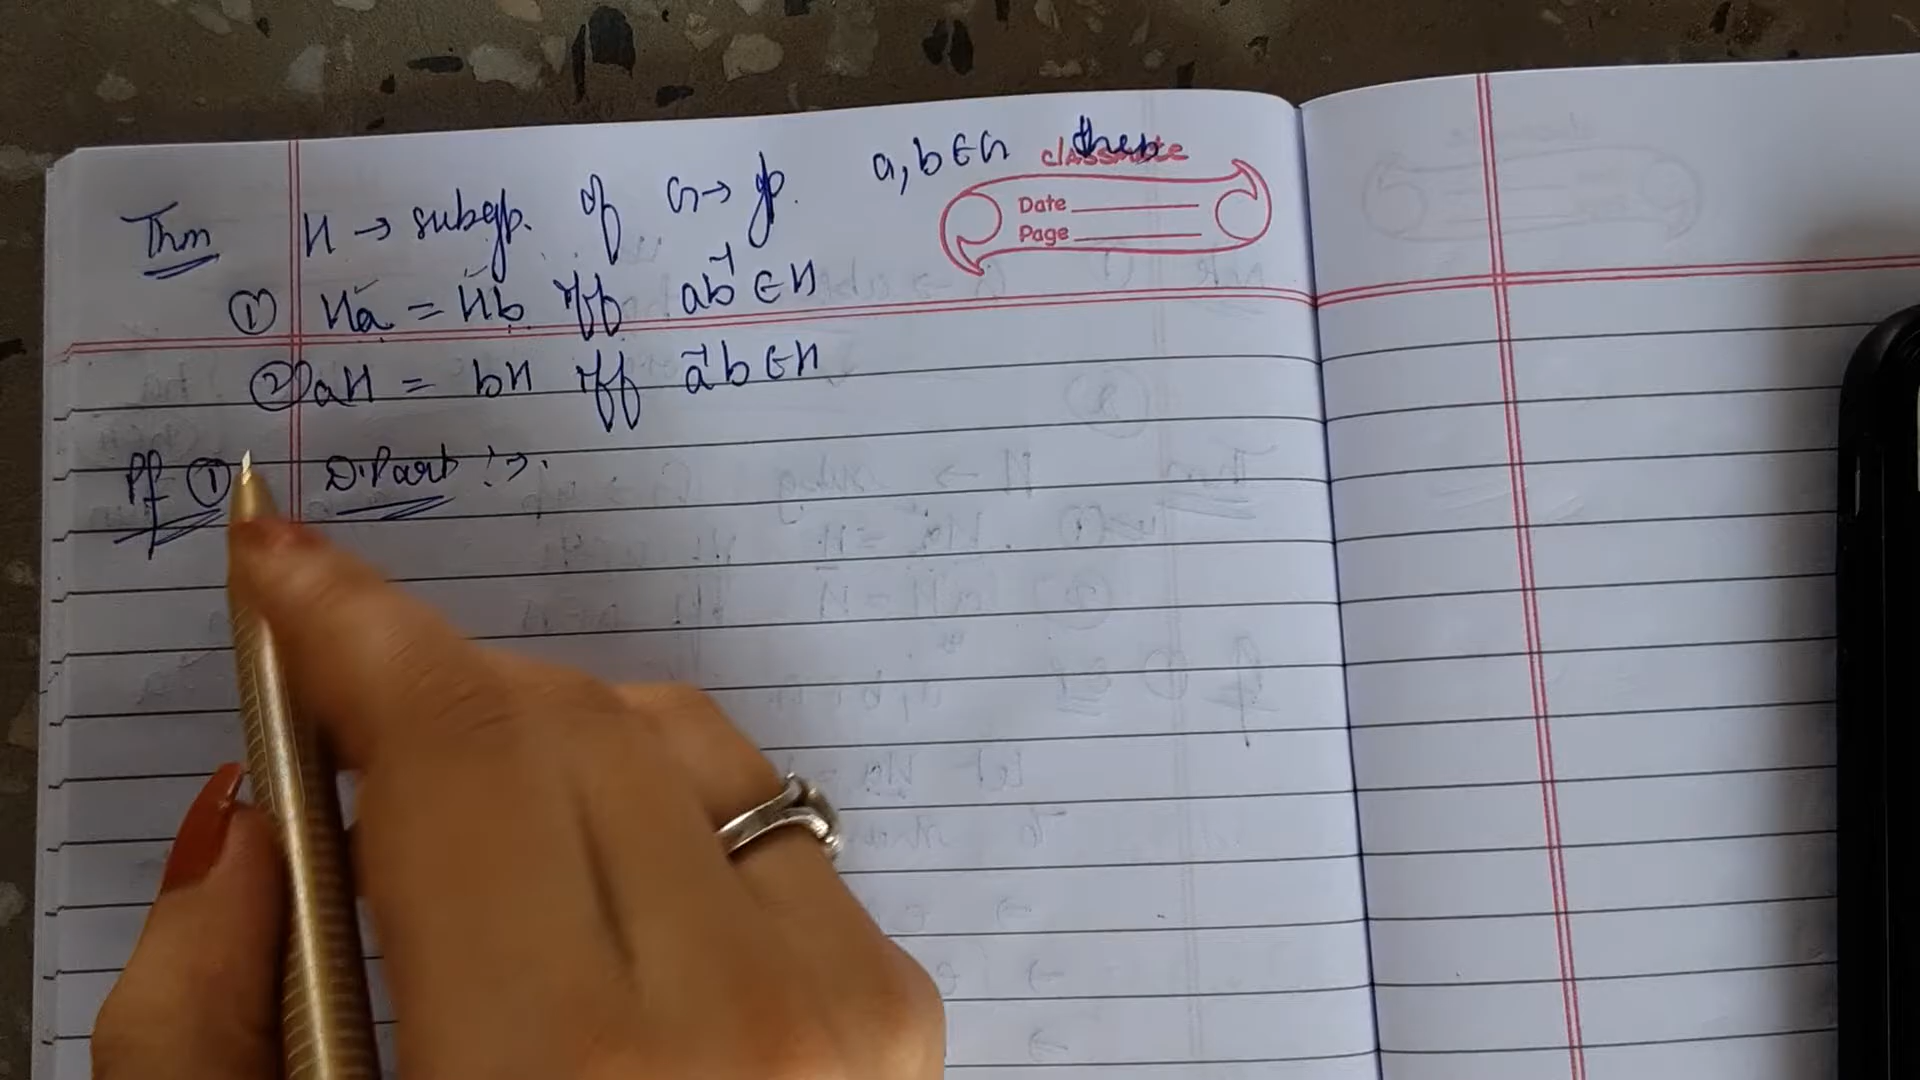 Thm H → subgp. of G → gp. a, b ∈ G then
classmate
Date
Page
① Ha = Hb iff ab⁻¹ ∈ H
② aH = bH iff a⁻¹b ∈ H
Pf ① D.Part :→.